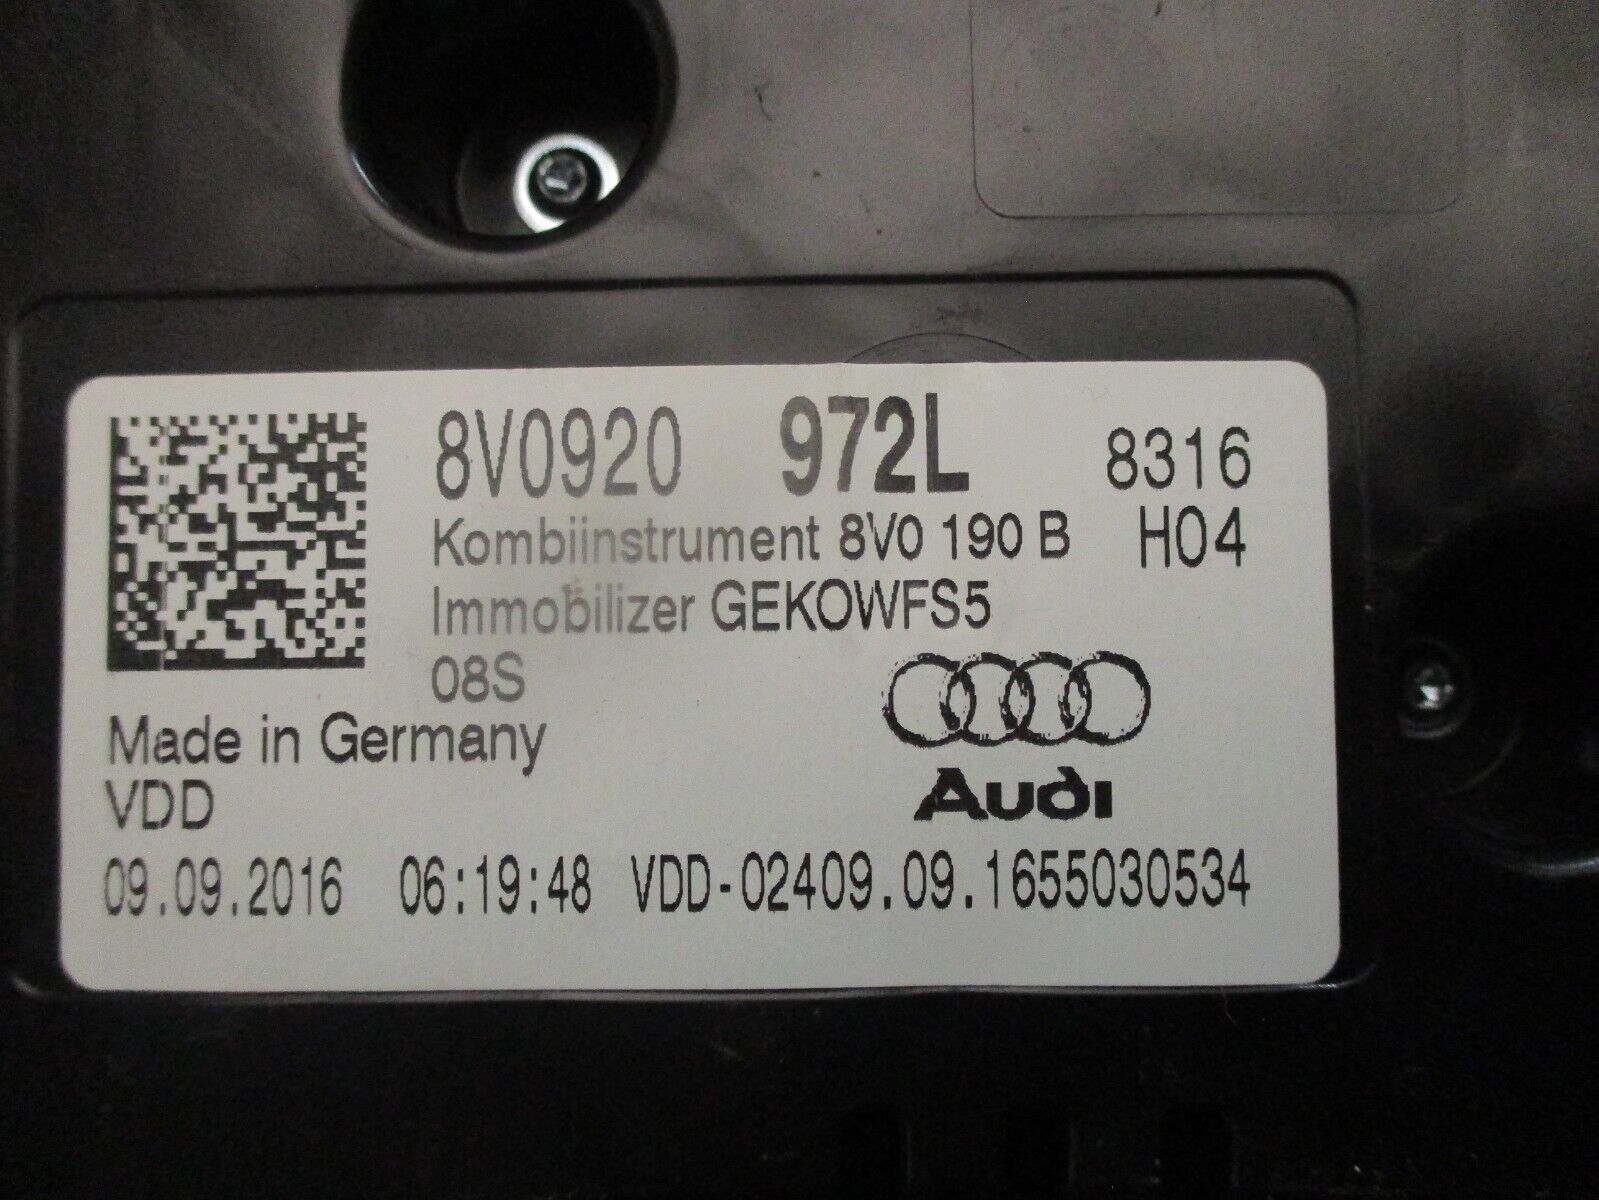 8V0920 972L 8316
Kombiinstrument 8V0 190 B H04
Immobilizer GEKOWFS5
08S
Made in Germany
VDD
Audi
09.09.2016 06:19:48 VDD-02409.09.1655030534